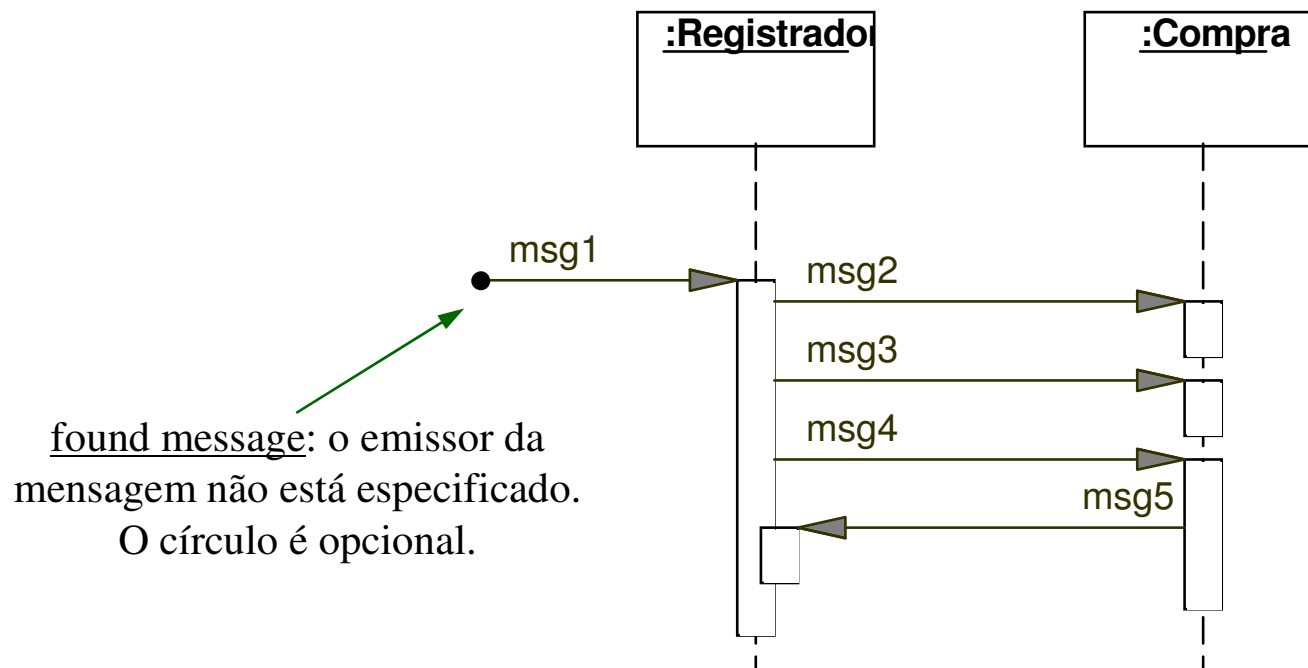 :Registrador
:Compra
msg1
msg2
msg3
msg4
msg5
found message: o emissor da
mensagem não está especificado.
O círculo é opcional.